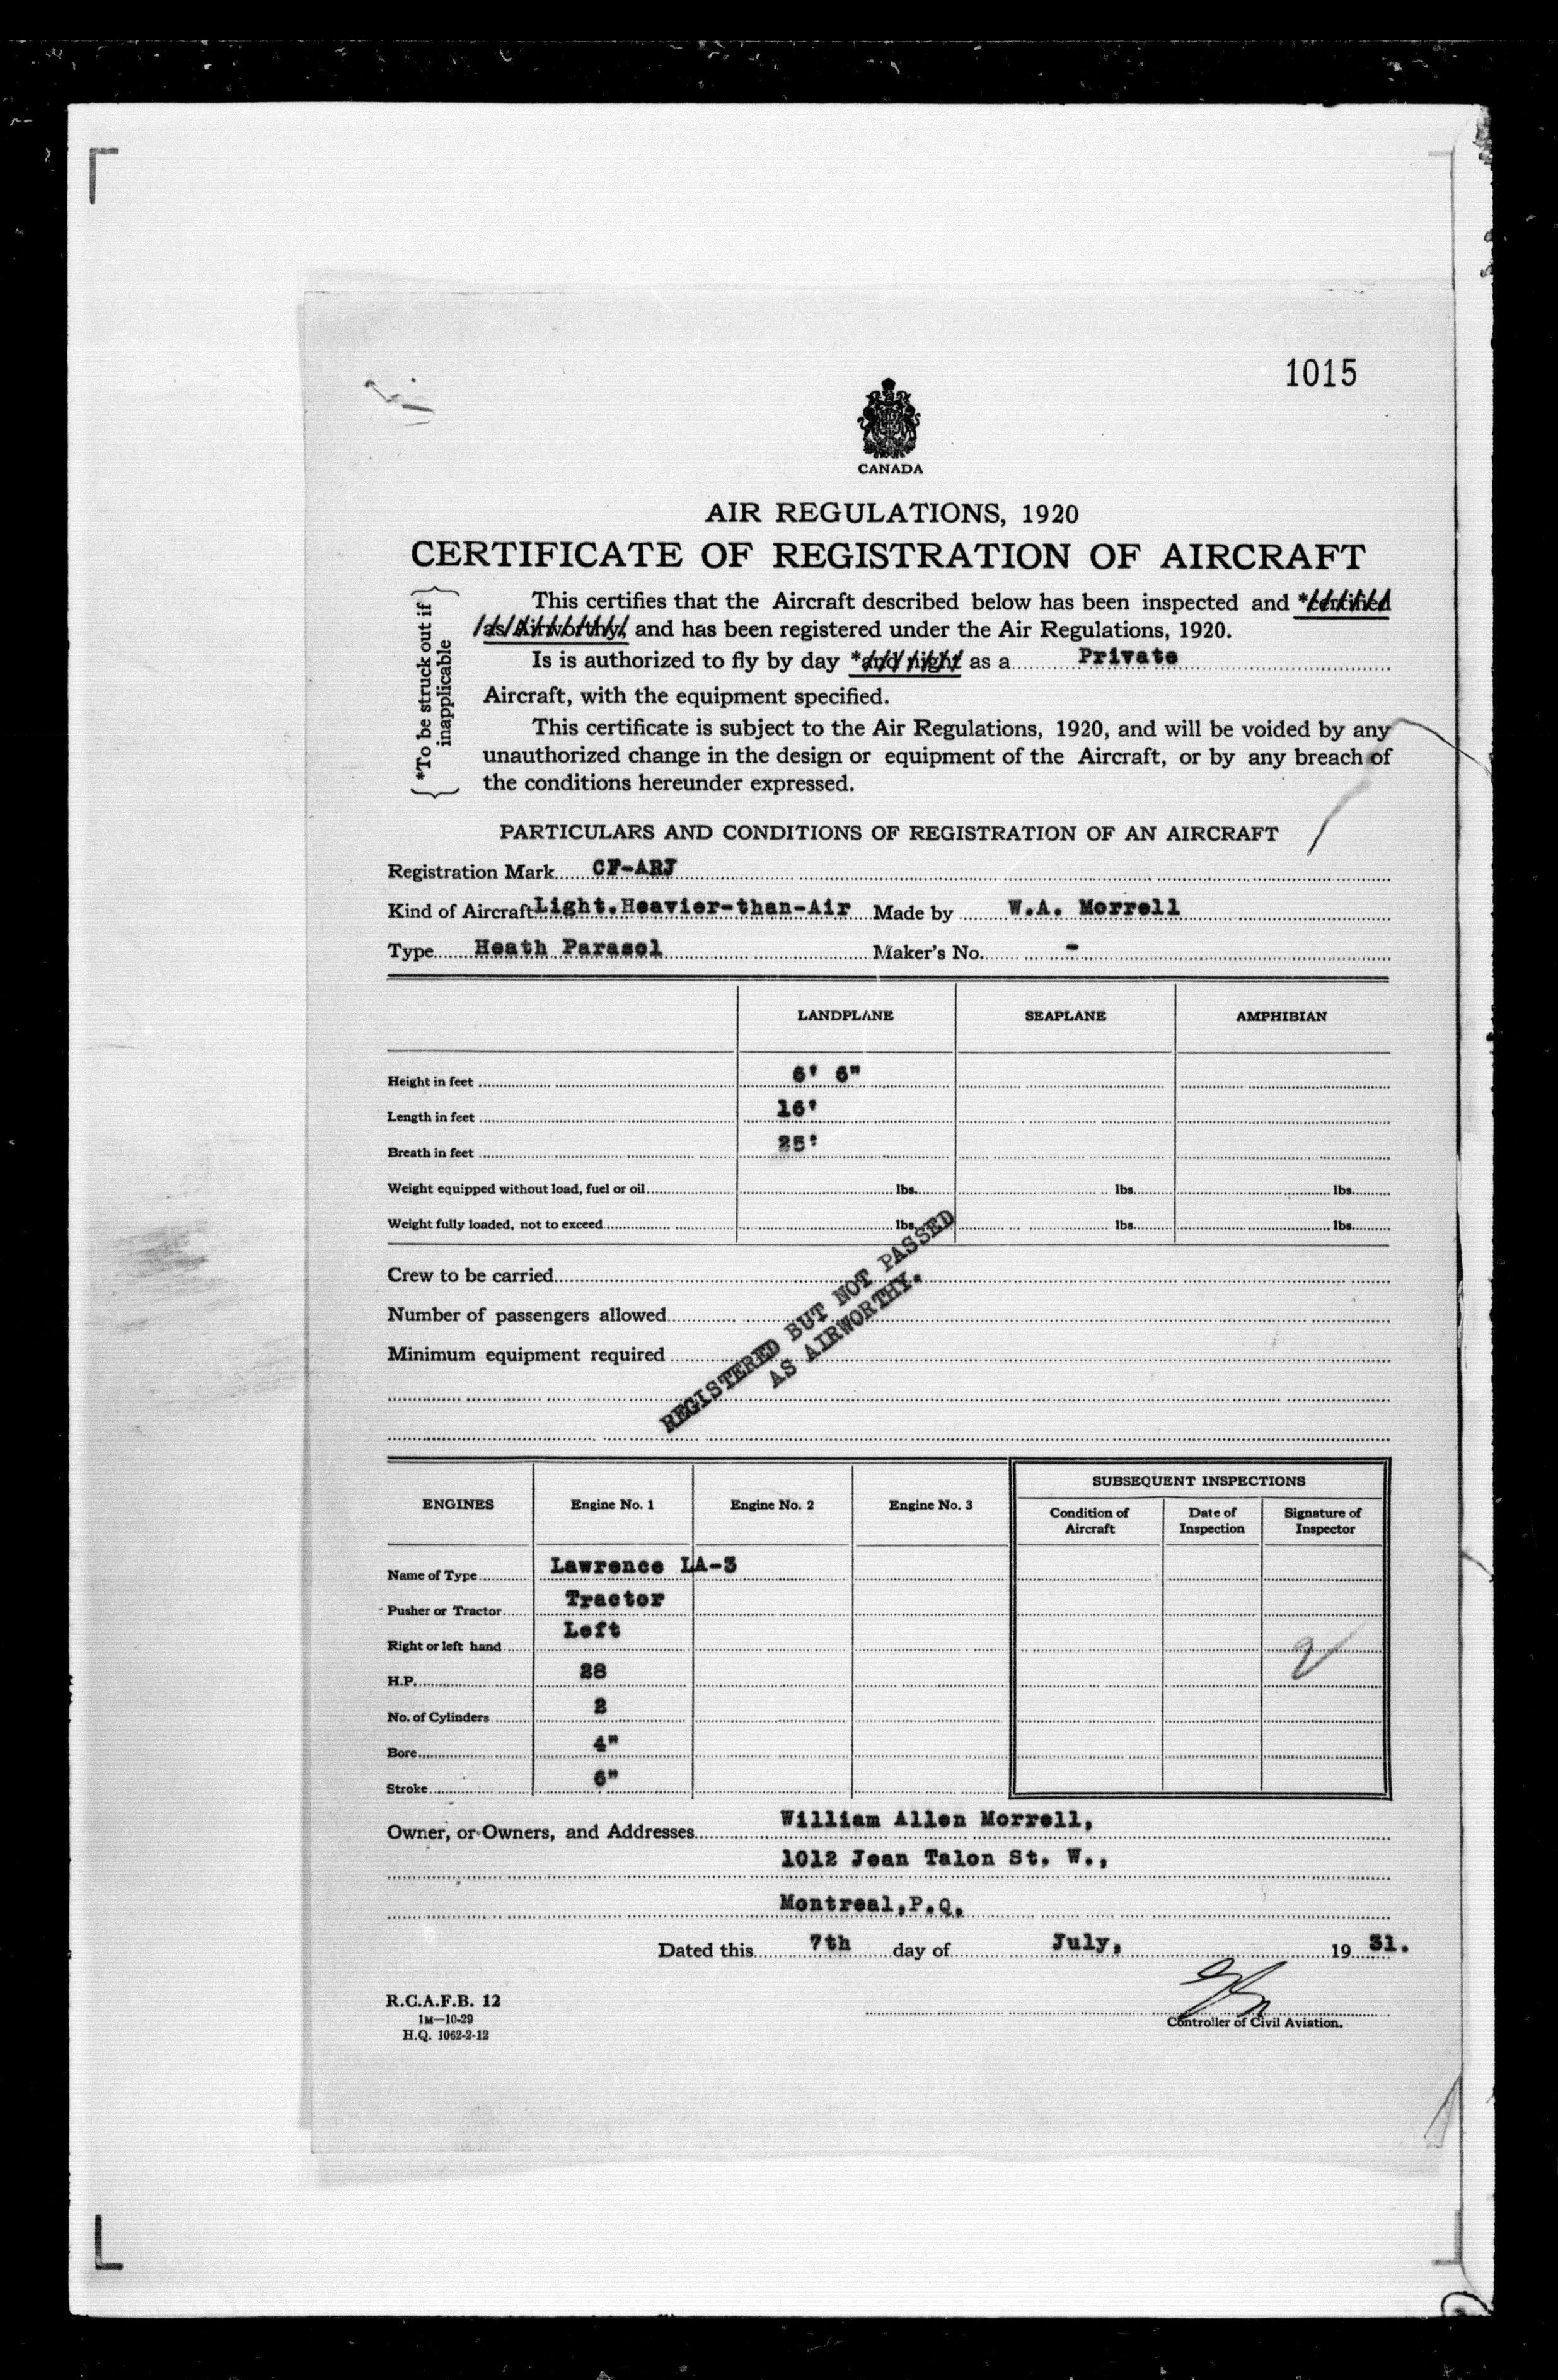 1015
CANADA
AIR REGULATIONS, 1920
CERTIFICATE OF REGISTRATION OF AIRCRAFT
*To be struck out if
inapplicable
This certifies that the Aircraft described below has been inspected and *certified
as Airworthy, and has been registered under the Air Regulations, 1920.
Is is authorized to fly by day *and night as a Private
Aircraft, with the equipment specified.
This certificate is subject to the Air Regulations, 1920, and will be voided by any
unauthorized change in the design or equipment of the Aircraft, or by any breach of
the conditions hereunder expressed.
PARTICULARS AND CONDITIONS OF REGISTRATION OF AN AIRCRAFT
Registration Mark CF-ARJ
Kind of Aircraft Light.Heavier-than-Air Made by W.A. Morrell
Type Heath Parasol Maker's No. -
LANDPLANE SEAPLANE AMPHIBIAN
Height in feet 6' 6"
Length in feet 16'
Breath in feet 25'
Weight equipped without load, fuel or oil lbs. lbs. lbs.
Weight fully loaded, not to exceed lbs. lbs. lbs.
Crew to be carried
Number of passengers allowed
Minimum equipment required
REGISTERED BUT NOT PASSED
AS AIRWORTHY.
ENGINES Engine No. 1 Engine No. 2 Engine No. 3 SUBSEQUENT INSPECTIONS
Condition of Aircraft Date of Inspection Signature of Inspector
Name of Type Lawrence LA-3
Pusher or Tractor Tractor
Right or left hand Left
H.P. 28
No. of Cylinders 2
Bore 4"
Stroke 6"
Owner, or Owners, and Addresses William Allen Morrell,
1012 Jean Talon St. W.,
Montreal,P.Q.
Dated this 7th day of July, 19 31.
Controller of Civil Aviation.
R.C.A.F.B. 12
1M—10-29
H.Q. 1062-2-12